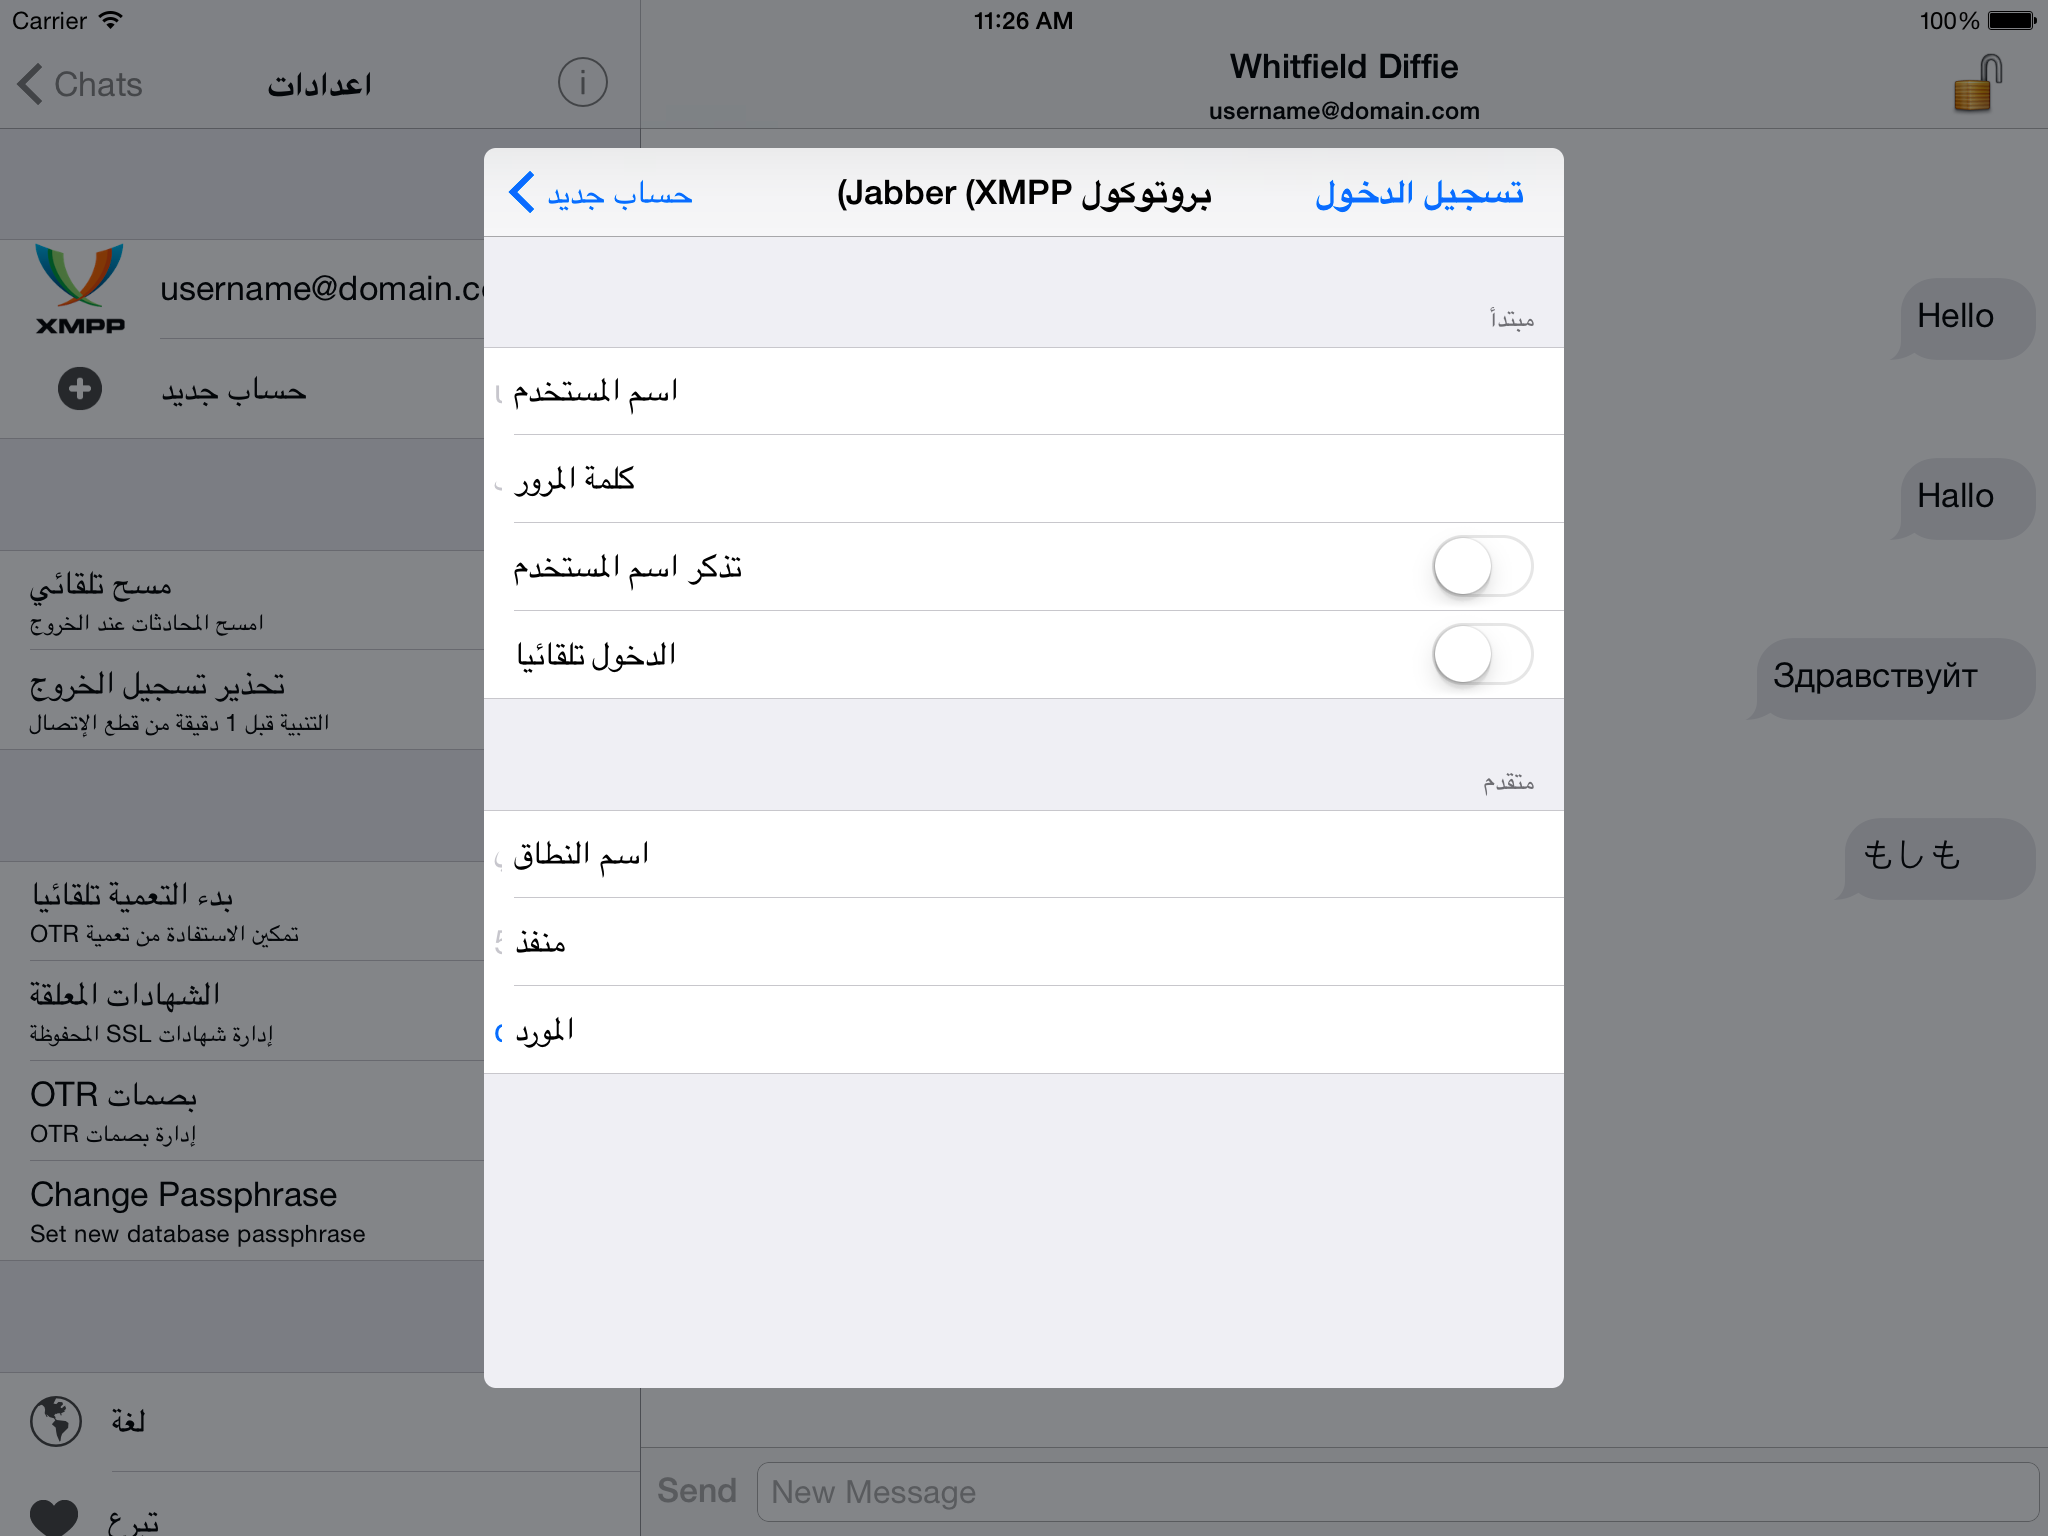 Carrier
11:26 AM
100%
Chats
اعدادات
Whitfield Diffie
username@domain.com
حساب جديد
بروتوكول Jabber (XMPP)
تسجيل الدخول
XMPP
username@domain.c
حساب جديد
مسح تلقائي
امسح المحادثات عند الخروج
تحذير تسجيل الخروج
التنبية قبل 1 دقيقة من قطع الإتصال
بدء التعمية تلقائيا
تمكين الاستفادة من تعمية OTR
الشهادات المعلقة
إدارة شهادات SSL المحفوظة
بصمات OTR
إدارة بصمات OTR
Change Passphrase
Set new database passphrase
لغة
تبرع
مبتدأ
اسم المستخدم
كلمة المرور
تذكر اسم المستخدم
الدخول تلقائيا
متقدم
اسم النطاق
منفذ
المورد
Hello
Hallo
Здравствуйт
もしも
Send
New Message